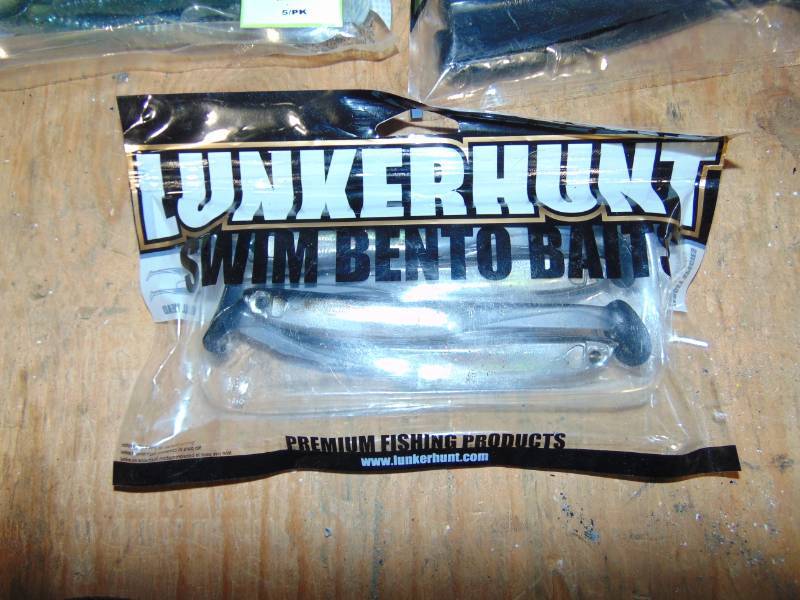 5/PK
LUNKERHUNT
SWIM BENTO BAITS
PREMIUM FISHING PRODUCTS
www.lunkerhunt.com